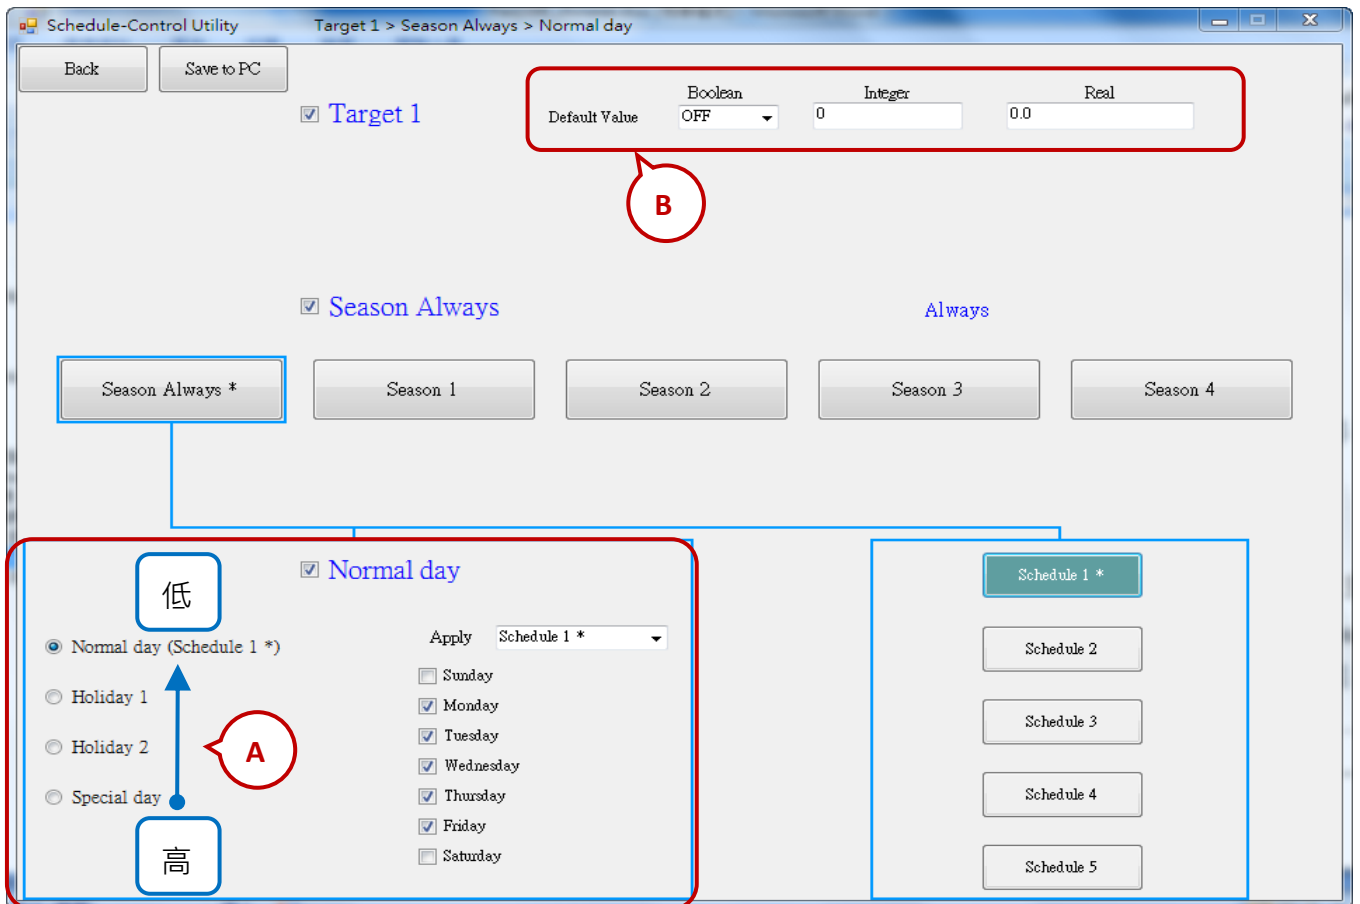 Schedule-Control Utility Target 1 > Season Always > Normal day
Back Save to PC
Target 1
Boolean Integer Real
Default Value OFF 0 0.0
B
Season Always Always
Season Always * Season 1 Season 2 Season 3 Season 4
低
Normal day
Normal day (Schedule 1 *)
Holiday 1
Holiday 2
Special day
A
高
Apply Schedule 1 *
Sunday
Monday
Tuesday
Wednesday
Thursday
Friday
Saturday
Schedule 1 *
Schedule 2
Schedule 3
Schedule 4
Schedule 5